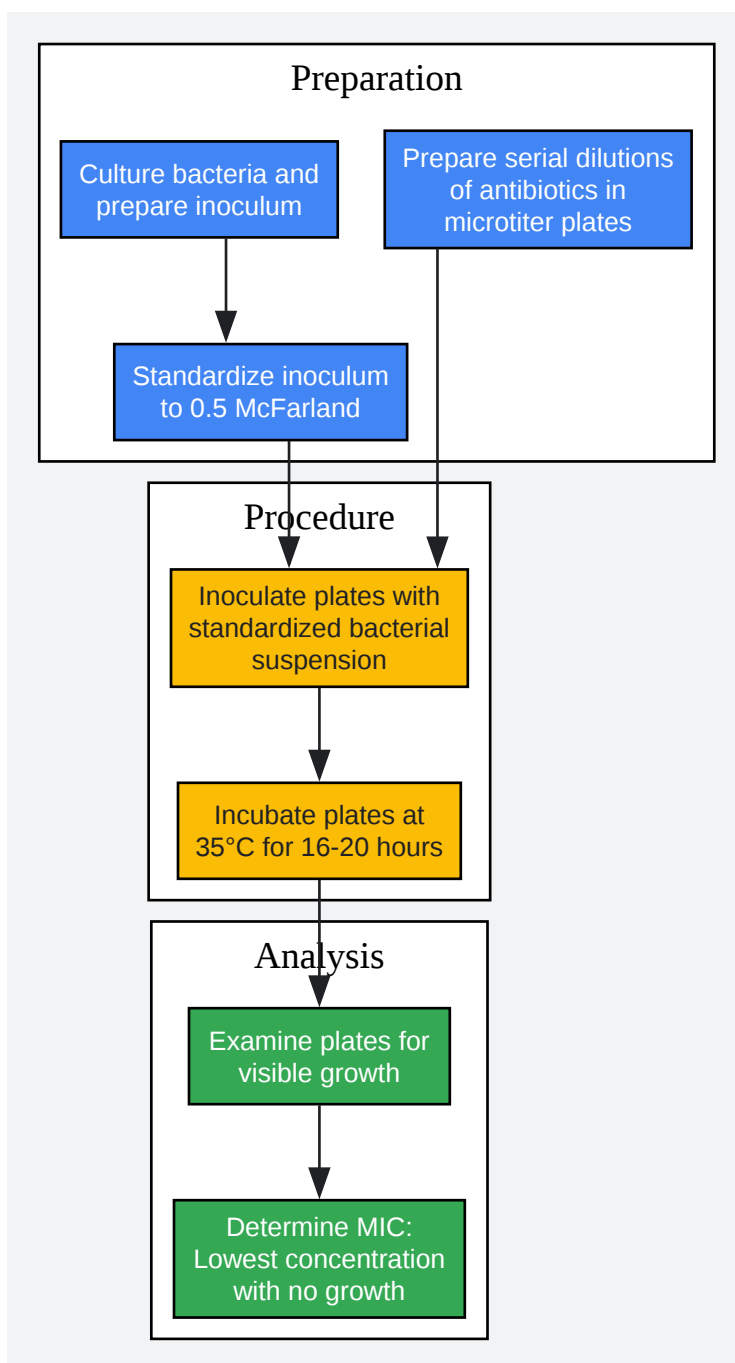 Preparation
Culture bacteria and
prepare inoculum
Prepare serial dilutions
of antibiotics in
microtiter plates
Standardize inoculum
to 0.5 McFarland
Procedure
Inoculate plates with
standardized bacterial
suspension
Incubate plates at
35°C for 16-20 hours
Analysis
Examine plates for
visible growth
Determine MIC:
Lowest concentration
with no growth